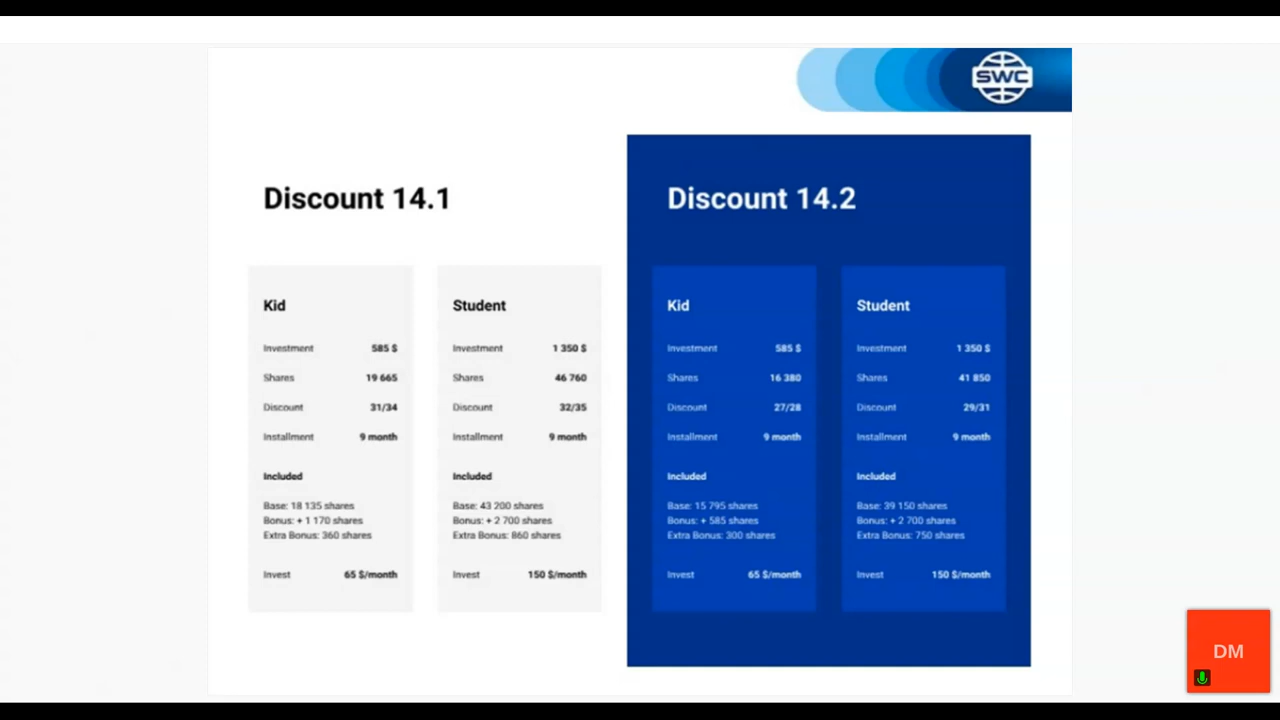 SWC
Discount 14.1
Kid
Investment 585 $
Shares 19 665
Discount 31/34
Installment 9 month
Included
Base: 18 135 shares
Bonus: + 1 170 shares
Extra Bonus: 360 shares
Invest 65 $/month
Student
Investment 1 350 $
Shares 46 760
Discount 32/35
Installment 9 month
Included
Base: 43 200 shares
Bonus: + 2 700 shares
Extra Bonus: 860 shares
Invest 150 $/month
Discount 14.2
Kid
Investment 585 $
Shares 16 380
Discount 27/28
Installment 9 month
Included
Base: 15 795 shares
Bonus: + 585 shares
Extra Bonus: 300 shares
Invest 65 $/month
Student
Investment 1 350 $
Shares 41 850
Discount 29/31
Installment 9 month
Included
Base: 39 150 shares
Bonus: + 2 700 shares
Extra Bonus: 750 shares
Invest 150 $/month
DM